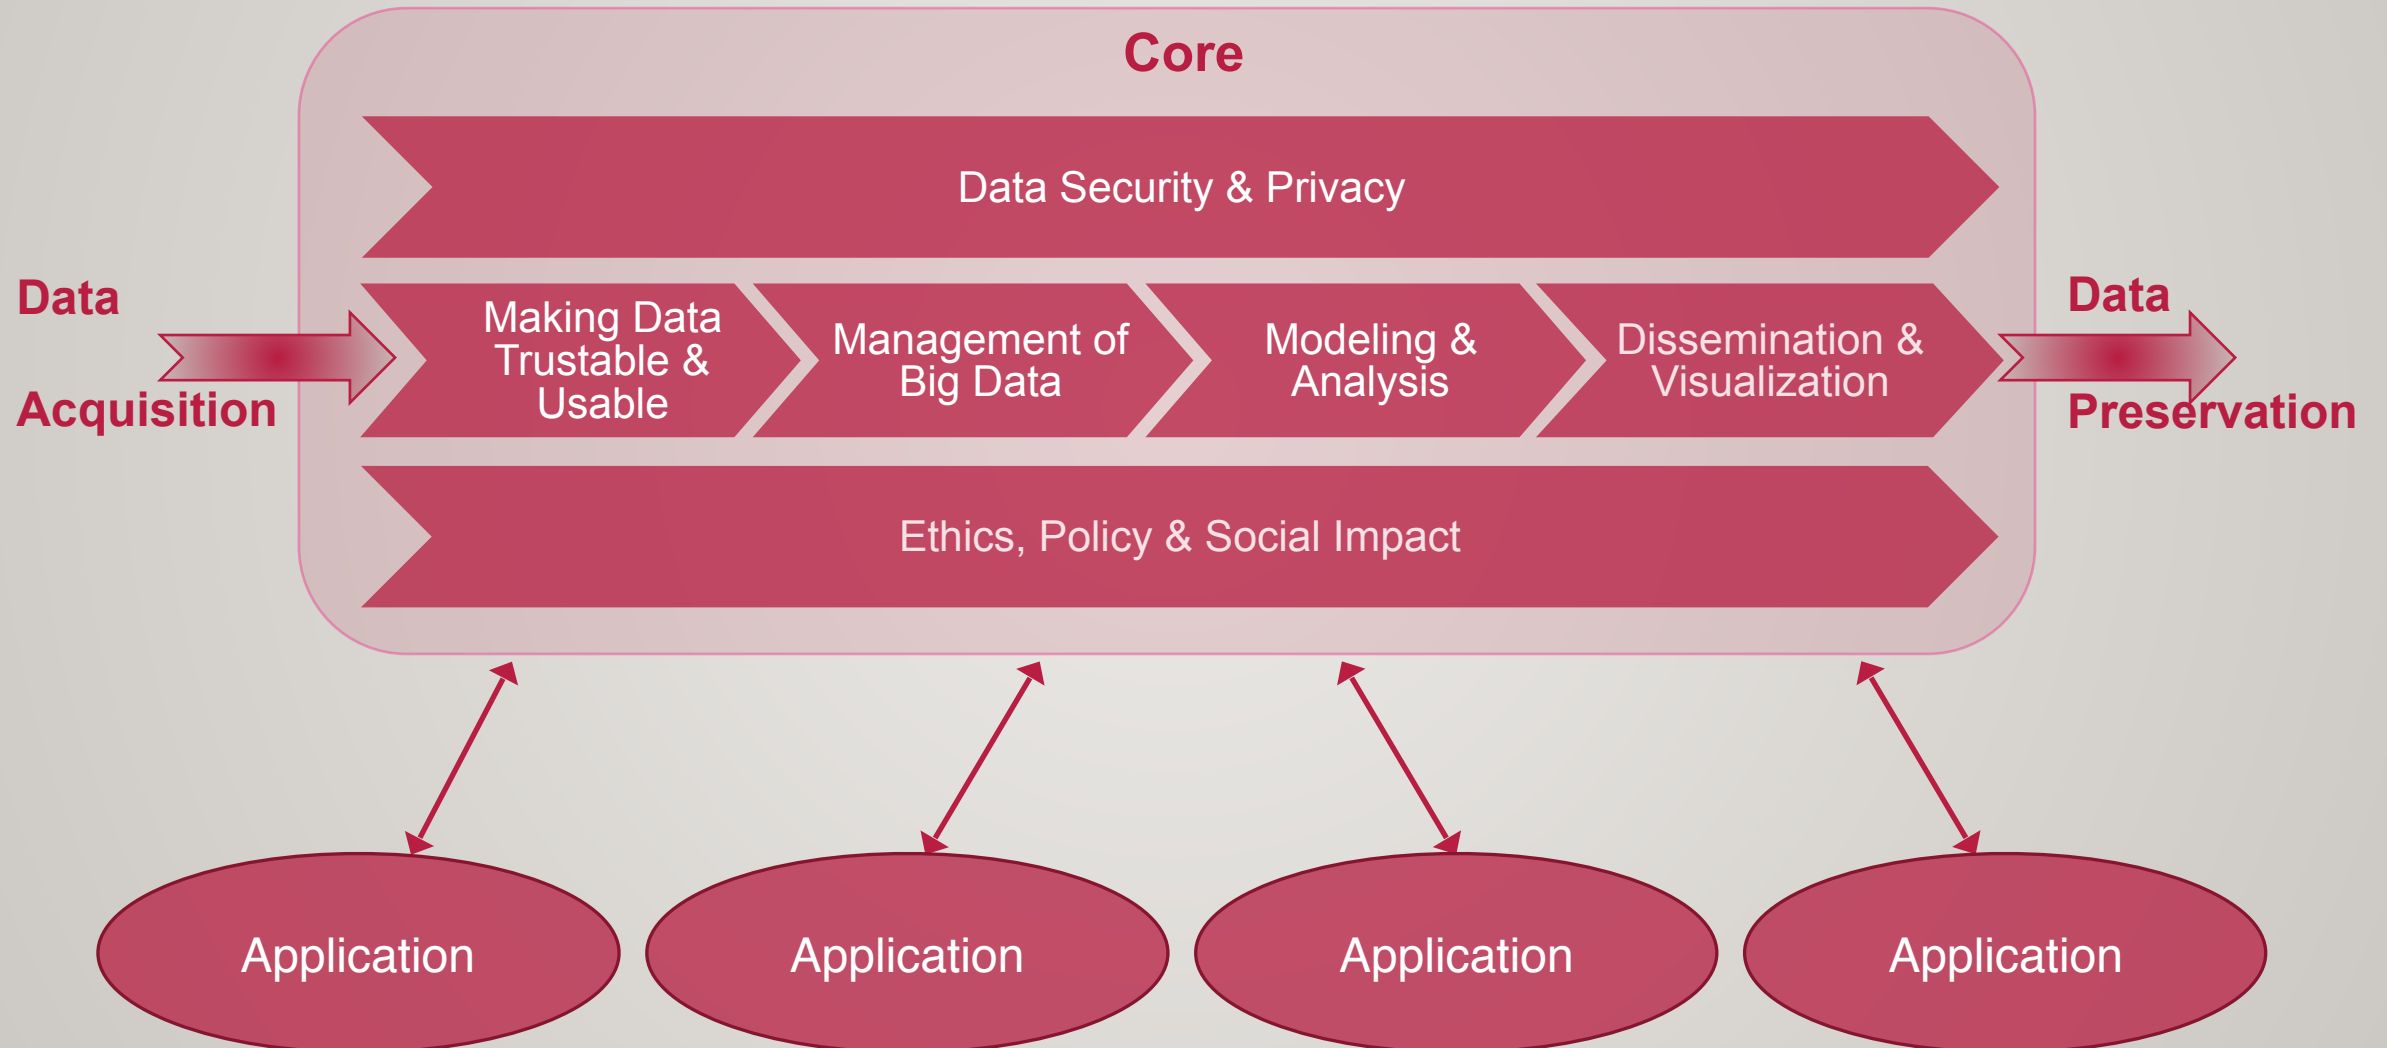 Core
Data Security & Privacy
Data
Acquisition
Making Data
Trustable &
Usable
Management of
Big Data
Modeling &
Analysis
Dissemination &
Visualization
Data
Preservation
Ethics, Policy & Social Impact
Application
Application
Application
Application